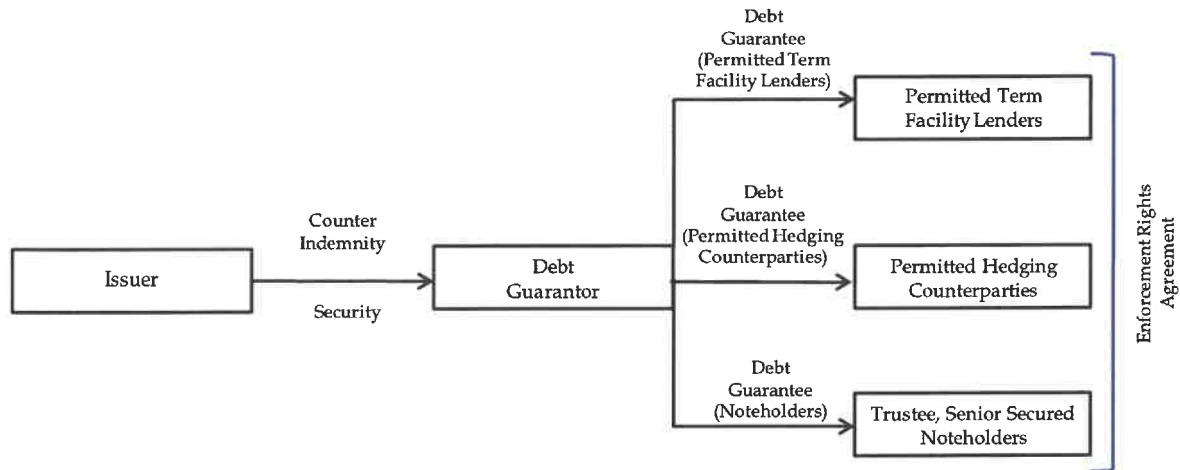 Debt
Guarantee
(Permitted Term
Facility Lenders)
Permitted Term
Facility Lenders
Counter
Indemnity
Issuer
Security
Debt
Guarantor
Debt
Guarantee
(Permitted Hedging
Counterparties)
Permitted Hedging
Counterparties
Debt
Guarantee
(Noteholders)
Trustee, Senior Secured
Noteholders
Enforcement Rights
Agreement